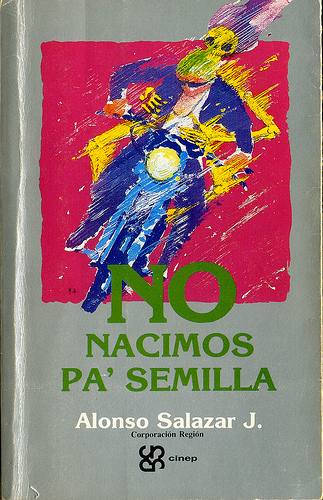 NO
NACIMOS
PA' SEMILLA
Alonso Salazar J.
Corporación Región
cinep